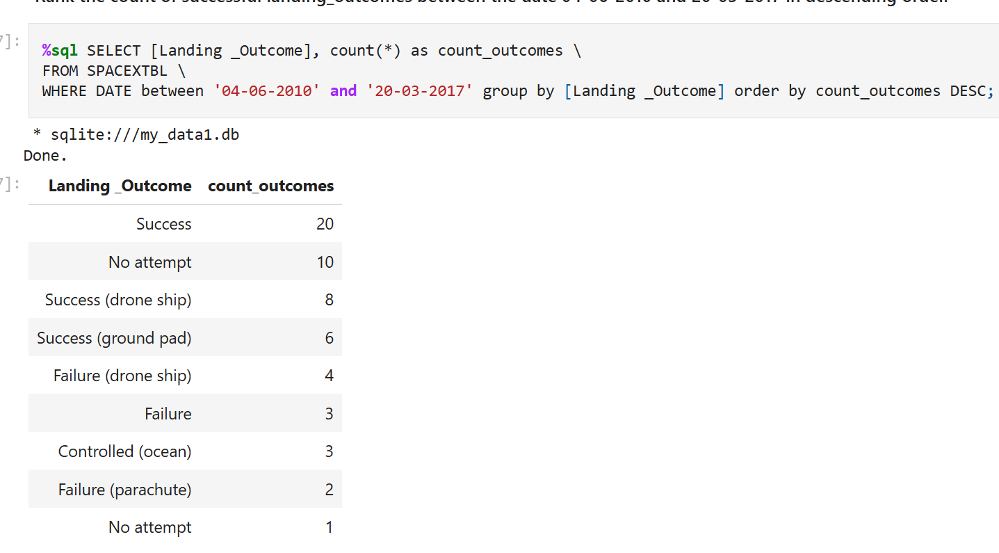 Rank the count of successful landing_outcomes between the date 04-06-2010 and 20-03-2017 in descending order.
7]:
%sql SELECT [Landing _Outcome], count(*) as count_outcomes \
FROM SPACEXTBL \
WHERE DATE between '04-06-2010' and '20-03-2017' group by [Landing _Outcome] order by count_outcomes DESC;
* sqlite:///my_data1.db
Done.
7]:
Landing _Outcome count_outcomes
Success 20
No attempt 10
Success (drone ship) 8
Success (ground pad) 6
Failure (drone ship) 4
Failure 3
Controlled (ocean) 3
Failure (parachute) 2
No attempt 1